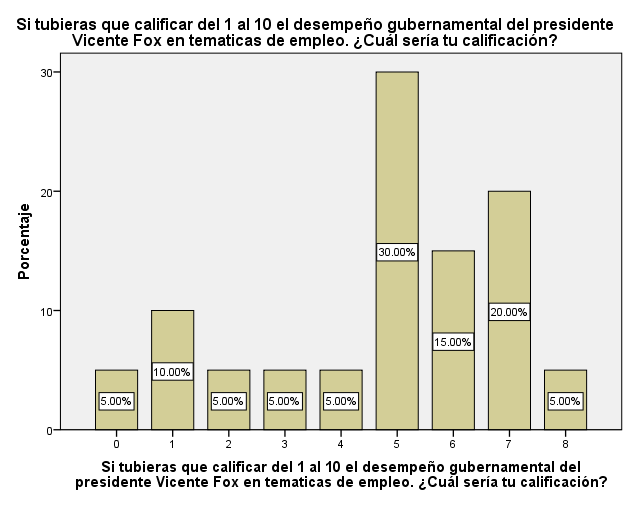 Si tubieras que calificar del 1 al 10 el desempeño gubernamental del presidente
Vicente Fox en tematicas de empleo. ¿Cuál sería tu calificación?
Porcentaje
30
20
10
0
5.00%
10.00%
5.00%
5.00%
5.00%
30.00%
15.00%
20.00%
5.00%
0 1 2 3 4 5 6 7 8
Si tubieras que calificar del 1 al 10 el desempeño gubernamental del
presidente Vicente Fox en tematicas de empleo. ¿Cuál sería tu calificación?